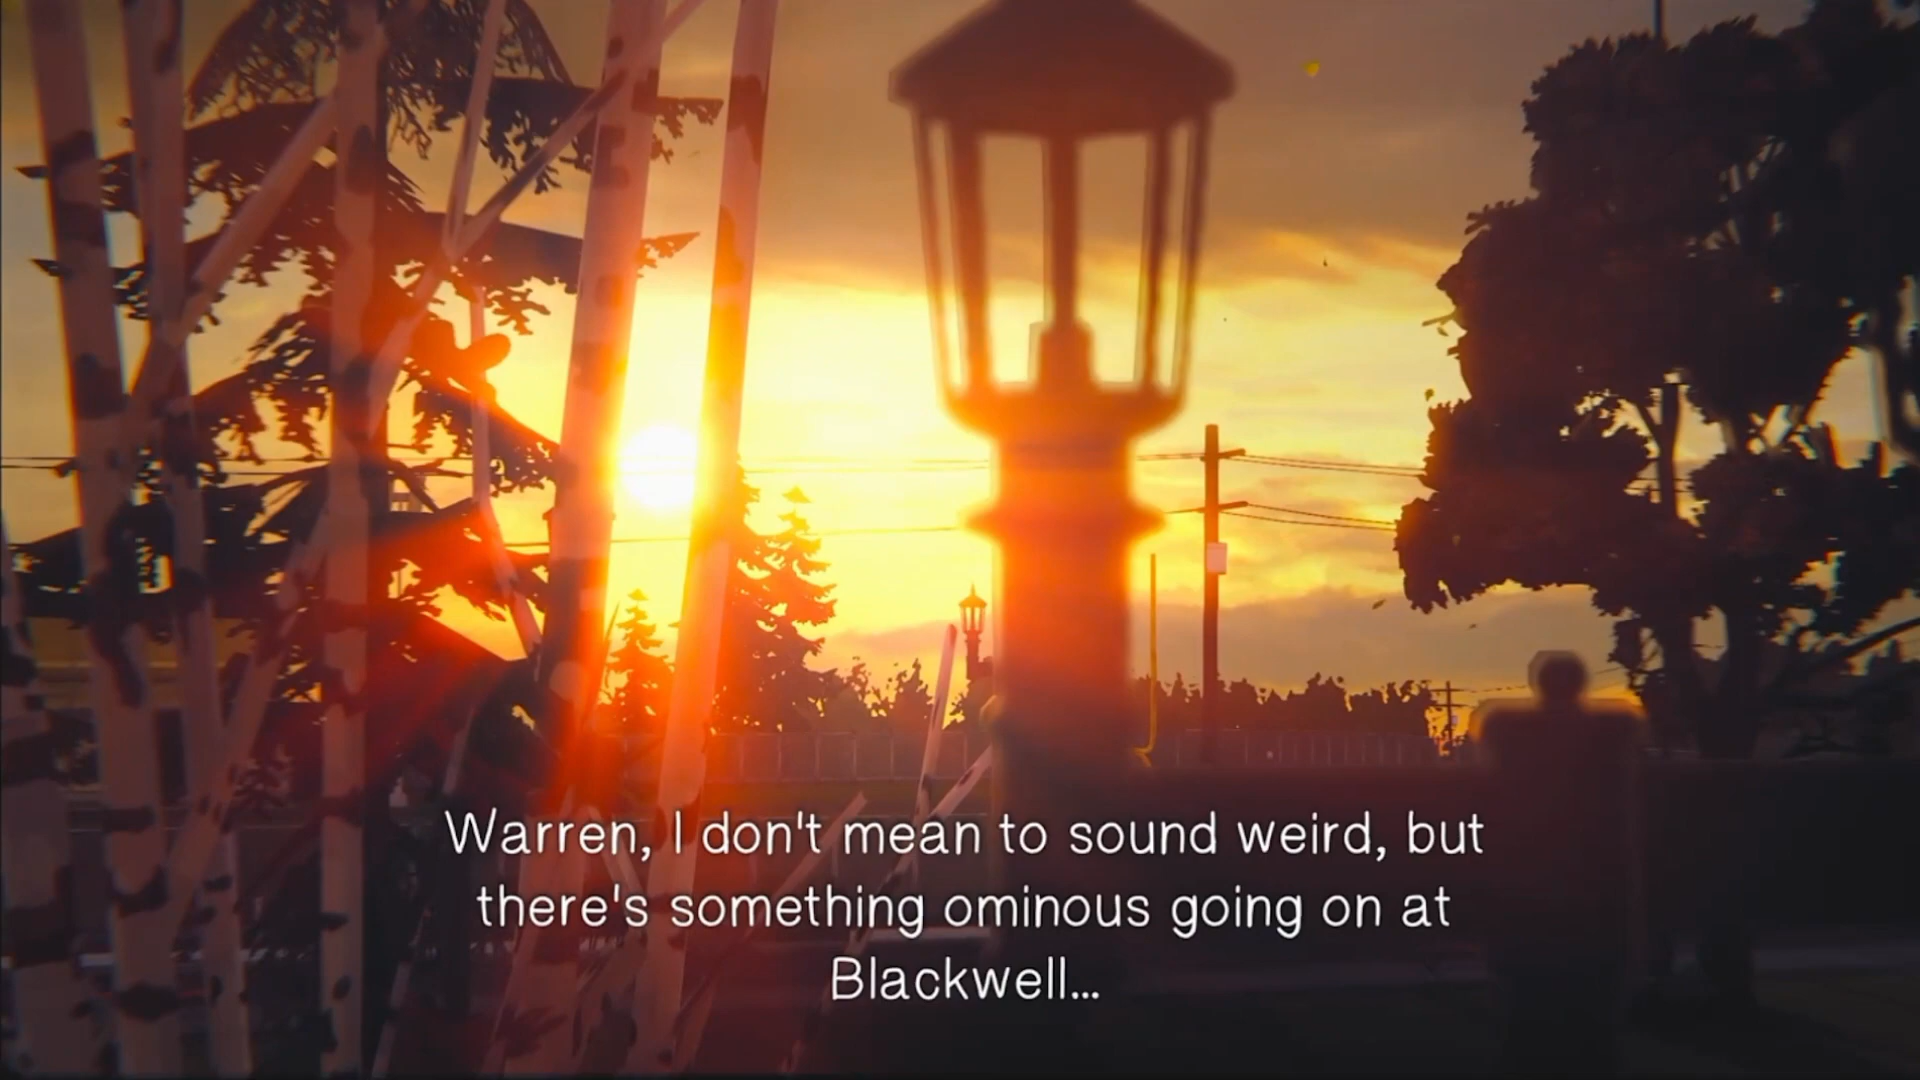 Warren, I don't mean to sound weird, but
there's something ominous going on at
Blackwell...